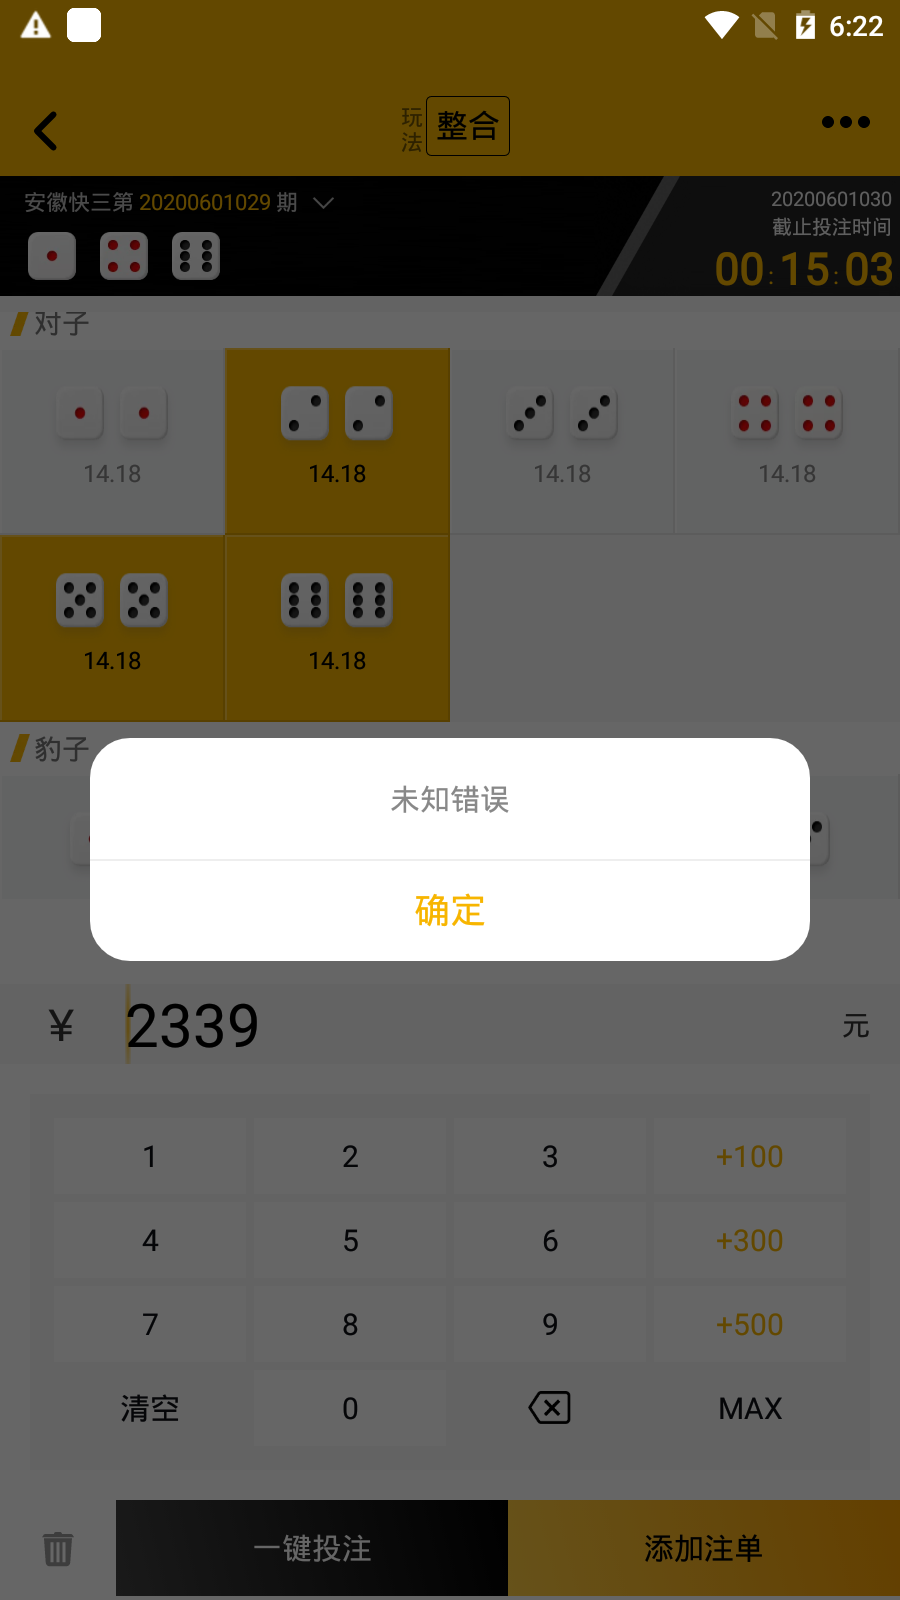 6:22
玩法
整合
安徽快三第 20200601029 期
20200601030
截止投注时间
00:15:03
对子
14.18
14.18
14.18
14.18
14.18
14.18
豹子
未知错误
确定
¥ 2339 元
1 2 3 +100
4 5 6 +300
7 8 9 +500
清空 0 MAX
一键投注 添加注单